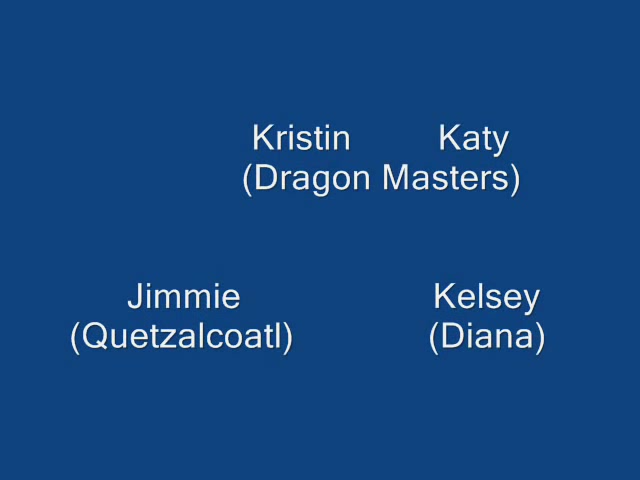 Kristin Katy
(Dragon Masters)
Jimmie Kelsey
(Quetzalcoatl) (Diana)